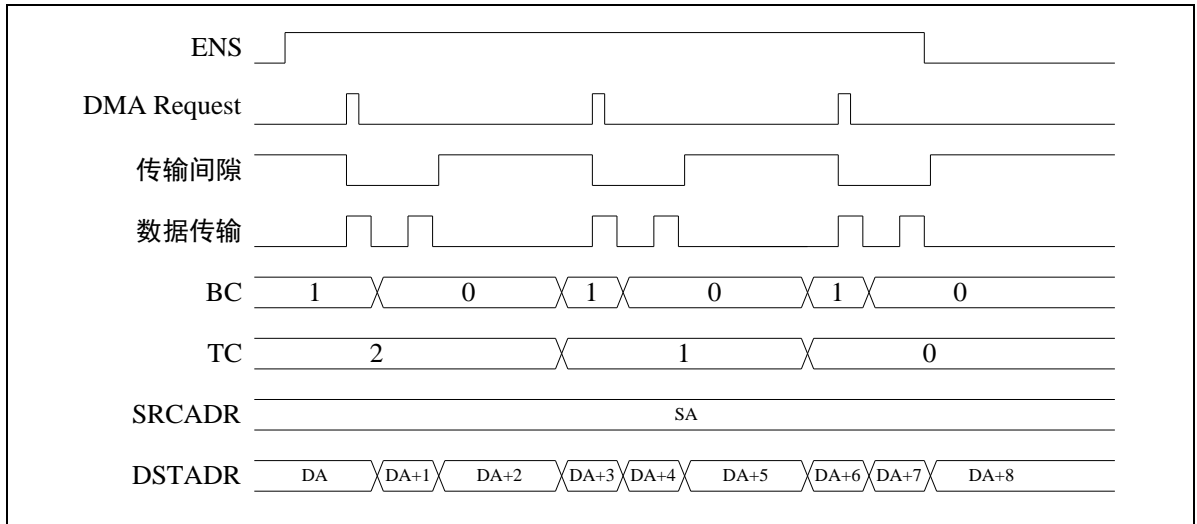 ENS
DMA Request
传输间隙
数据传输
BC 1 0 1 0 1 0
TC 2 1 0
SRCADR SA
DSTADR DA DA+1 DA+2 DA+3 DA+4 DA+5 DA+6 DA+7 DA+8